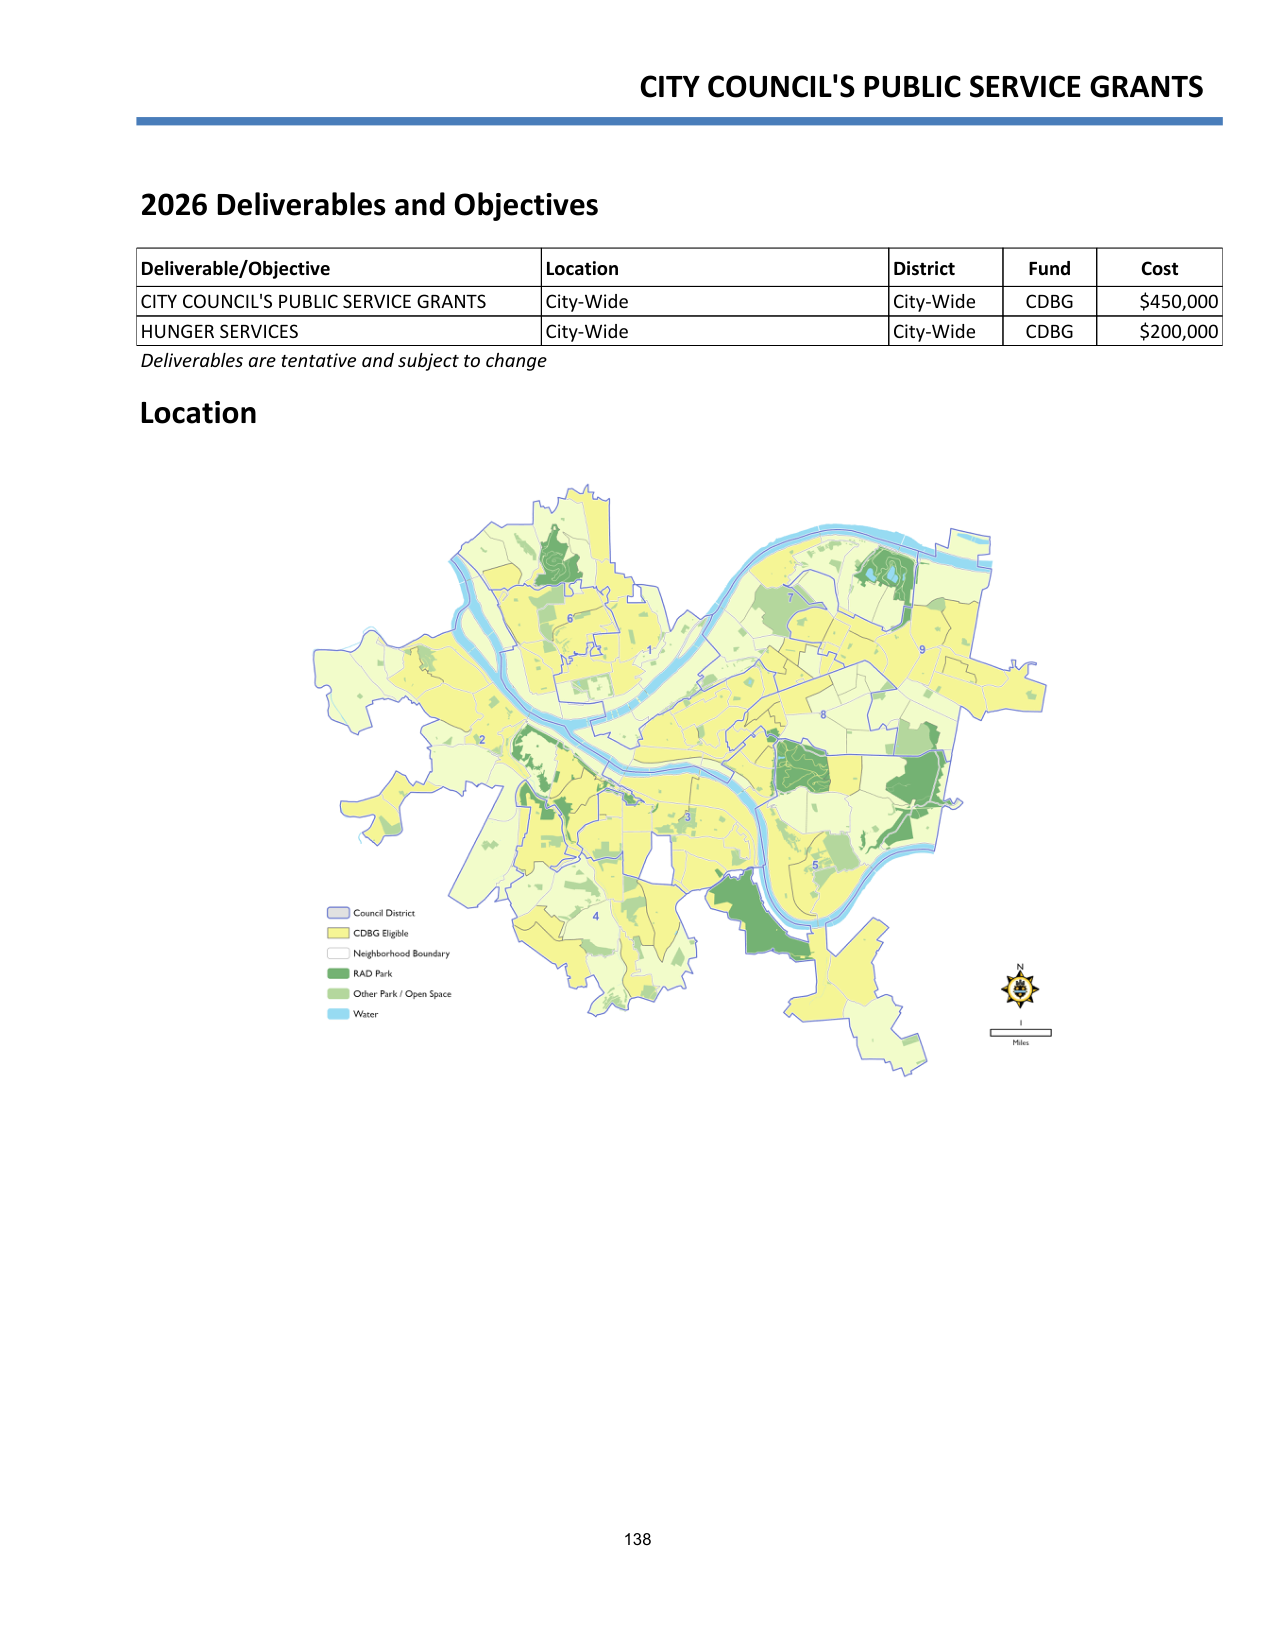 CITY COUNCIL'S PUBLIC SERVICE GRANTS
2026 Deliverables and Objectives
Deliverable/Objective Location District Fund Cost
CITY COUNCIL'S PUBLIC SERVICE GRANTS City-Wide City-Wide CDBG $450,000
HUNGER SERVICES City-Wide City-Wide CDBG $200,000
Deliverables are tentative and subject to change
Location
7
6
1
9
8
2
3
5
4
Council District
CDBG Eligible
Neighborhood Boundary
RAD Park
Other Park / Open Space
Water
N
1
Miles
138